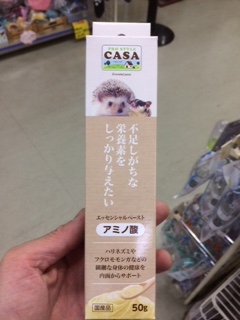 PRO STYLE
CASA
不足しがちな
栄養素を
しっかり与えたい
エッセンシャルペースト
アミノ酸
ハリネズミや
フクロモモンガなどの
繊細な身体の健康を
内面からサポート
国産品
50g